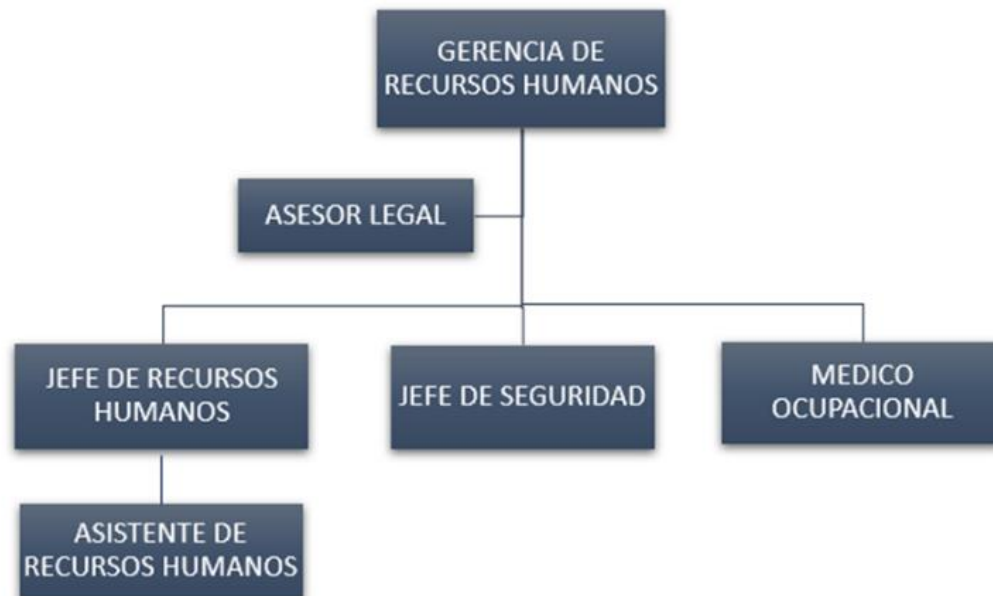 GERENCIA DE
RECURSOS HUMANOS
ASESOR LEGAL
JEFE DE RECURSOS
HUMANOS
JEFE DE SEGURIDAD
MEDICO
OCUPACIONAL
ASISTENTE DE
RECURSOS HUMANOS